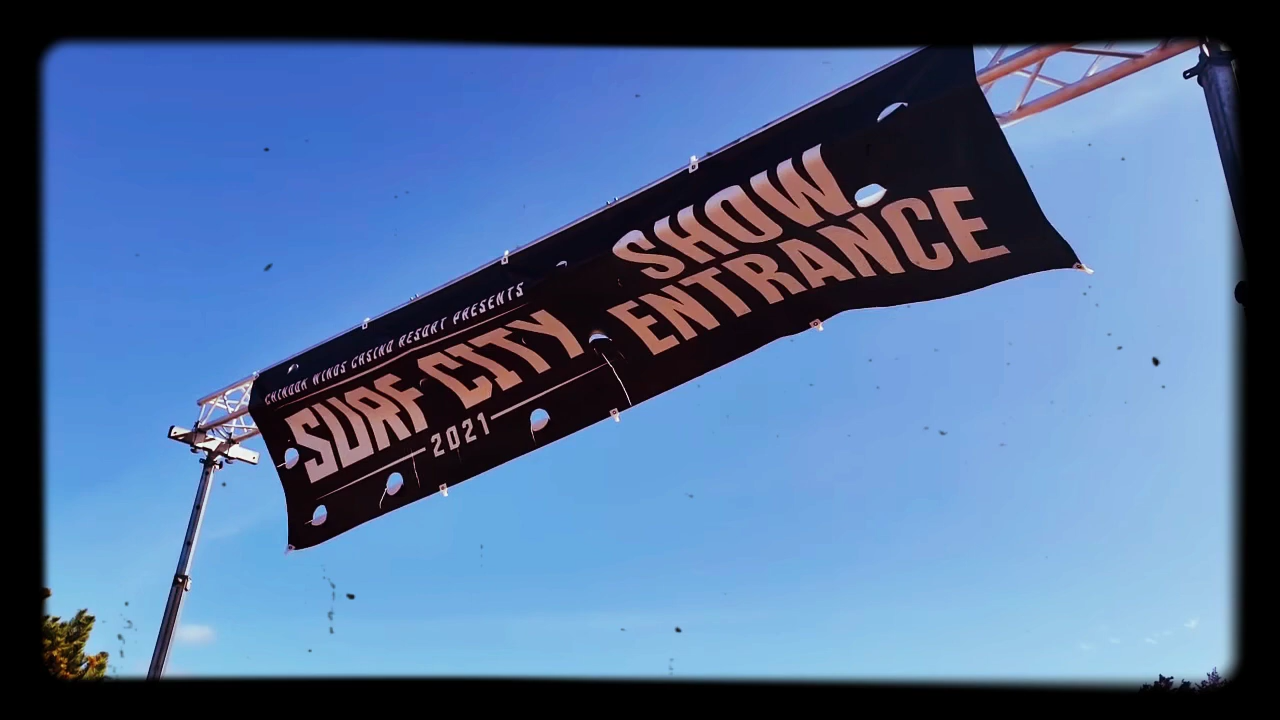 CHINOOK WINDS CASINO RESORT PRESENTS
SURF CITY
2021
SHOW
ENTRANCE